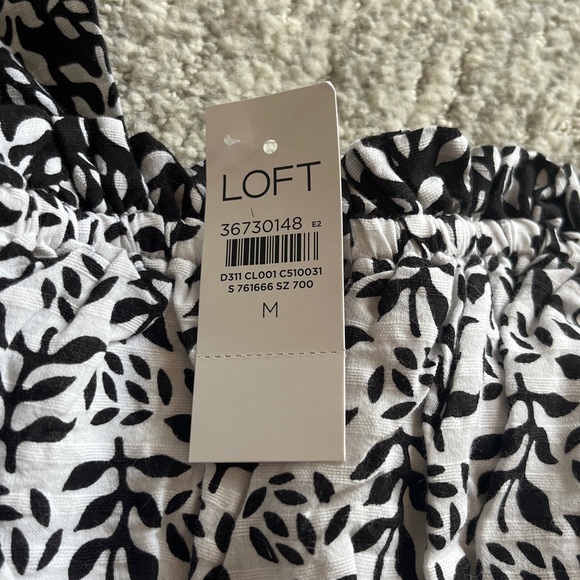 LOFT
36730148 E2
D311 CL001 C510031
S 761666 SZ 700
M